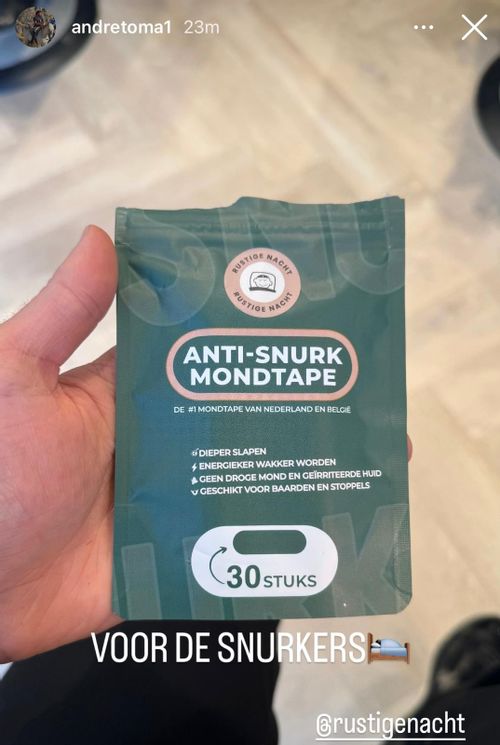 andretoma1 23m
RUSTIGE NACHT
RUSTIGE NACHT
ANTI-SNURK
MONDTAPE
DE #1 MONDTAPE VAN NEDERLAND EN BELGIË
DIEPER SLAPEN
ENERGIEKER WAKKER WORDEN
GEEN DROGE MOND EN GEÏRRITEERDE HUID
GESCHIKT VOOR BAARDEN EN STOPPELS
30 STUKS
VOOR DE SNURKERS
@rustigenacht